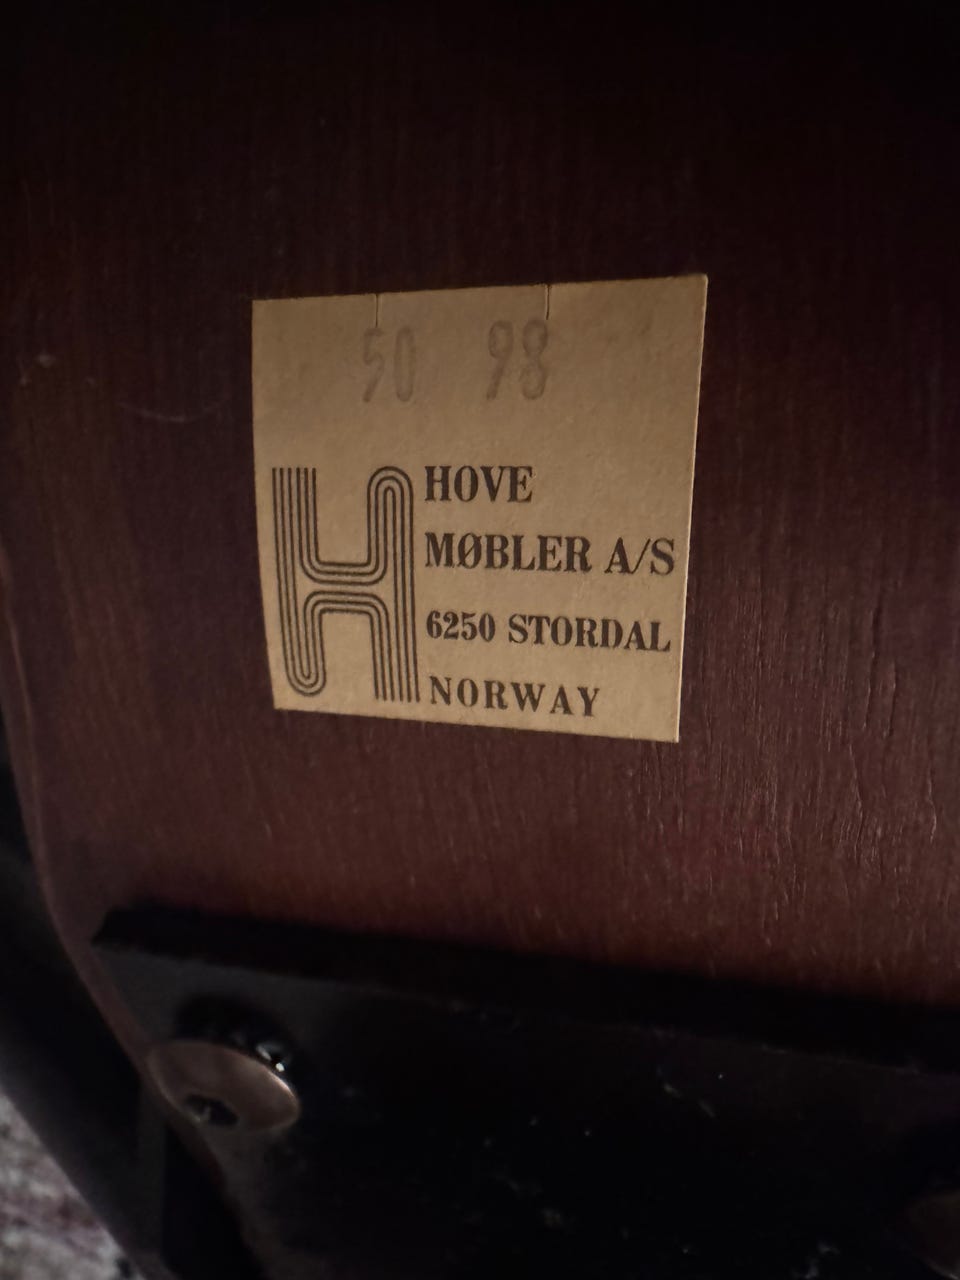 50 98
HOVE
MØBLER A/S
6250 STORDAL
NORWAY